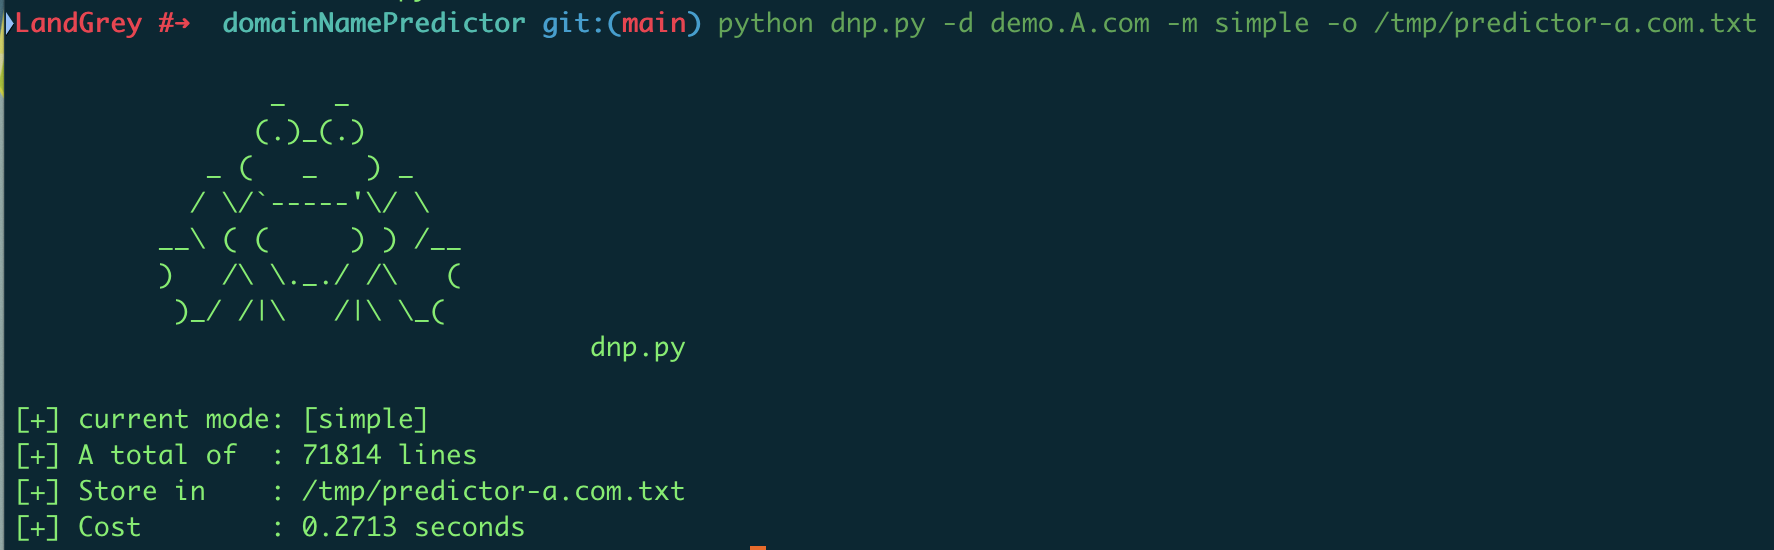 LandGrey #→  domainNamePredictor git:(main) python dnp.py -d demo.A.com -m simple -o /tmp/predictor-a.com.txt
                _   _
               (.)_(.)
            _ (   _   ) _
           / \/`-----'\/ \
         __\ ( (     ) ) /__
         )   /\ \._./ /\   (
          )_/ /|\   /|\ \_(
                                    dnp.py
[+] current mode: [simple]
[+] A total of  : 71814 lines
[+] Store in    : /tmp/predictor-a.com.txt
[+] Cost        : 0.2713 seconds